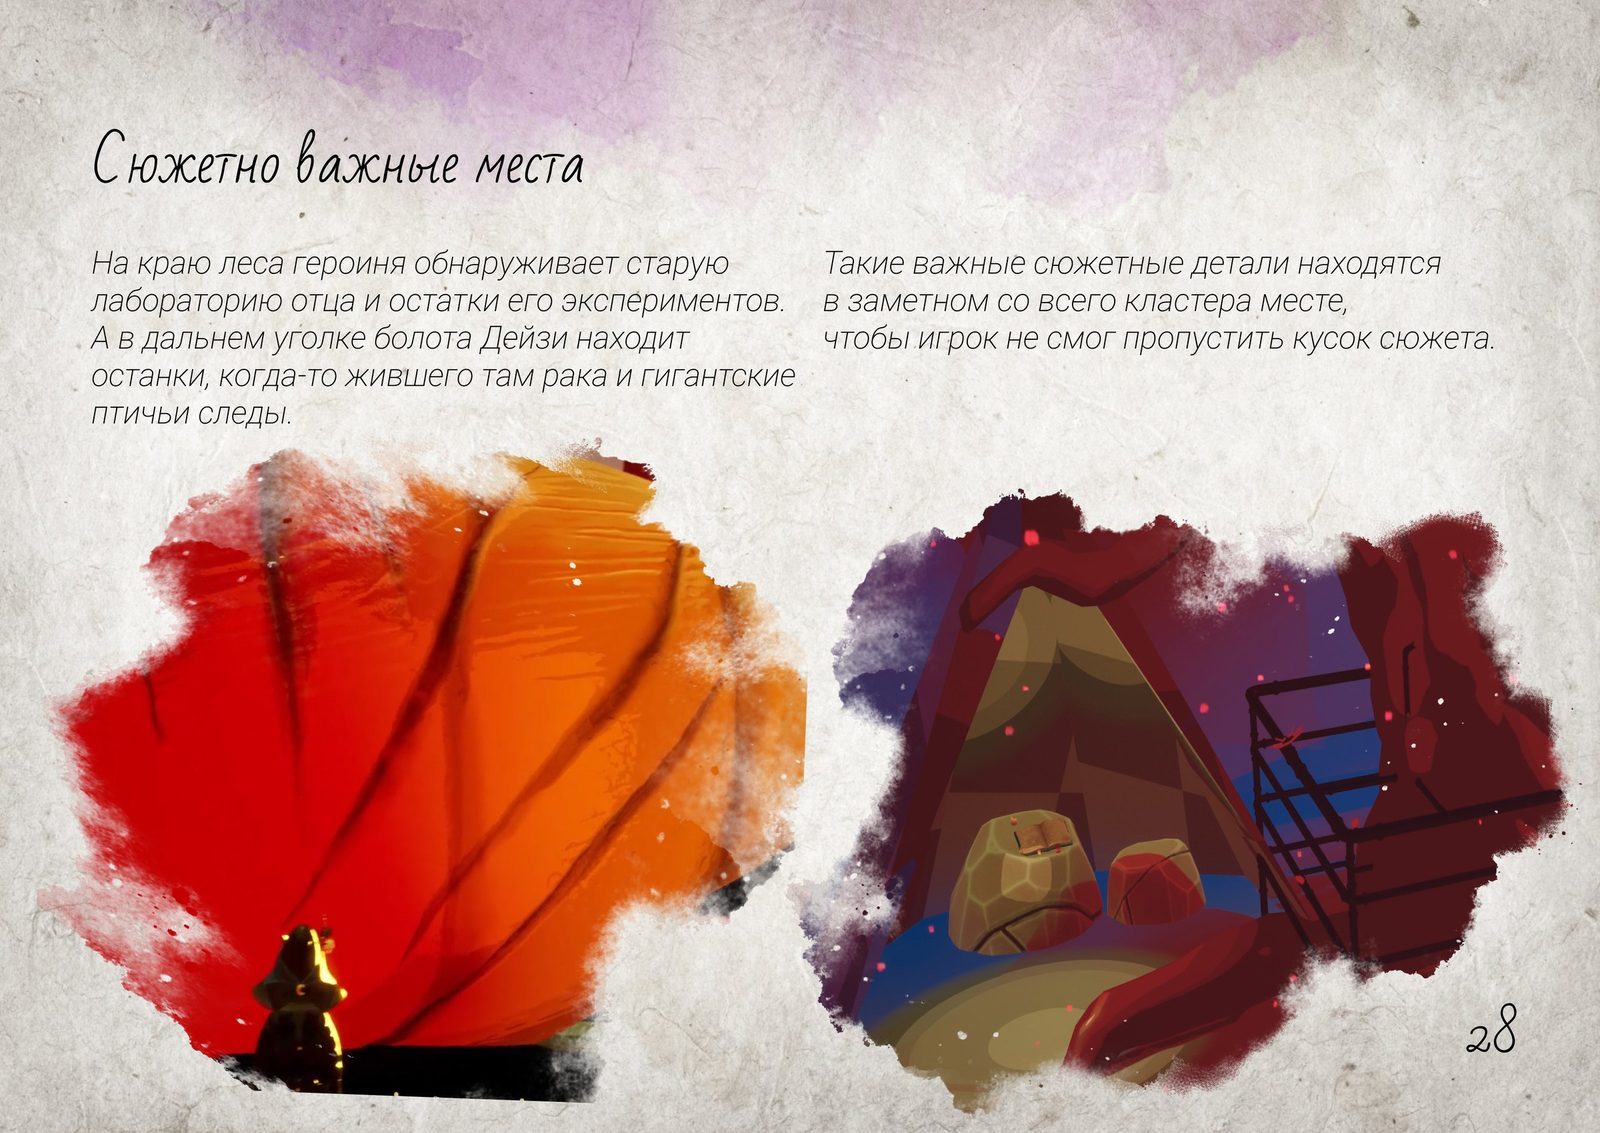 Сюжетно важные места
На краю леса героиня обнаруживает старую
лабораторию отца и остатки его экспериментов.
А в дальнем уголке болота Дейзи находит
останки, когда-то жившего там рака и гигантские
птичьи следы.
Такие важные сюжетные детали находятся
в заметном со всего кластера месте,
чтобы игрок не смог пропустить кусок сюжета.
28